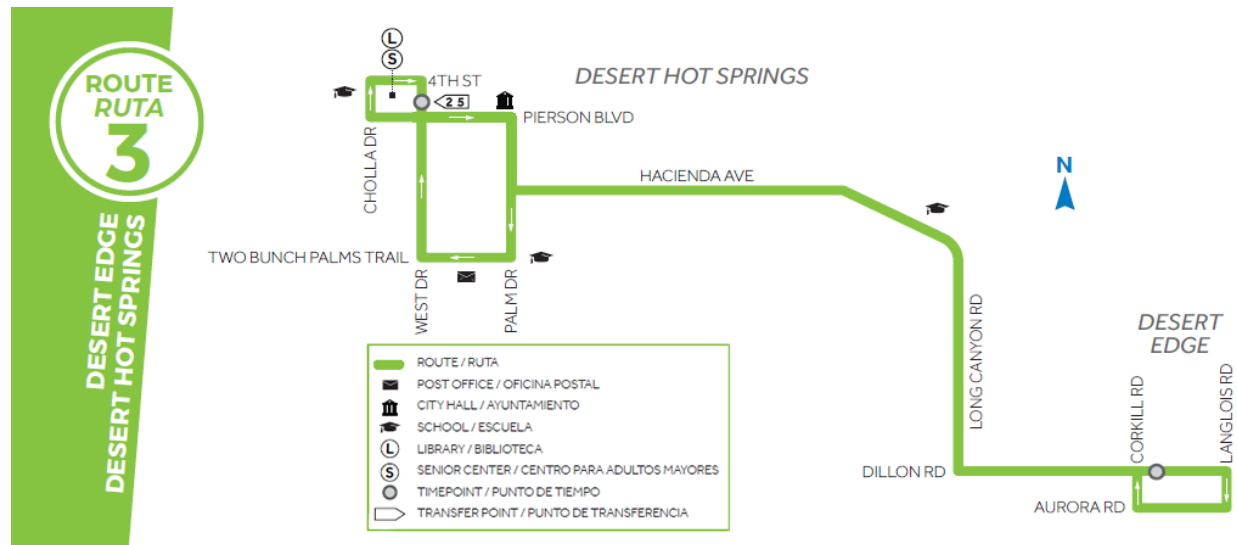 ROUTE
RUTA
3
DESERT EDGE
DESERT HOT SPRINGS
L
S
4TH ST
2 5
DESERT HOT SPRINGS
PIERSON BLVD
CHOLLA DR
HACIENDA AVE
N
TWO BUNCH PALMS TRAIL
WEST DR
PALM DR
LONG CANYON RD
DESERT
EDGE
CORKILL RD
LANGLOIS RD
DILLON RD
AURORA RD
ROUTE / RUTA
POST OFFICE / OFICINA POSTAL
CITY HALL / AYUNTAMIENTO
SCHOOL / ESCUELA
L LIBRARY / BIBLIOTECA
S SENIOR CENTER / CENTRO PARA ADULTOS MAYORES
TIMEPOINT / PUNTO DE TIEMPO
TRANSFER POINT / PUNTO DE TRANSFERENCIA